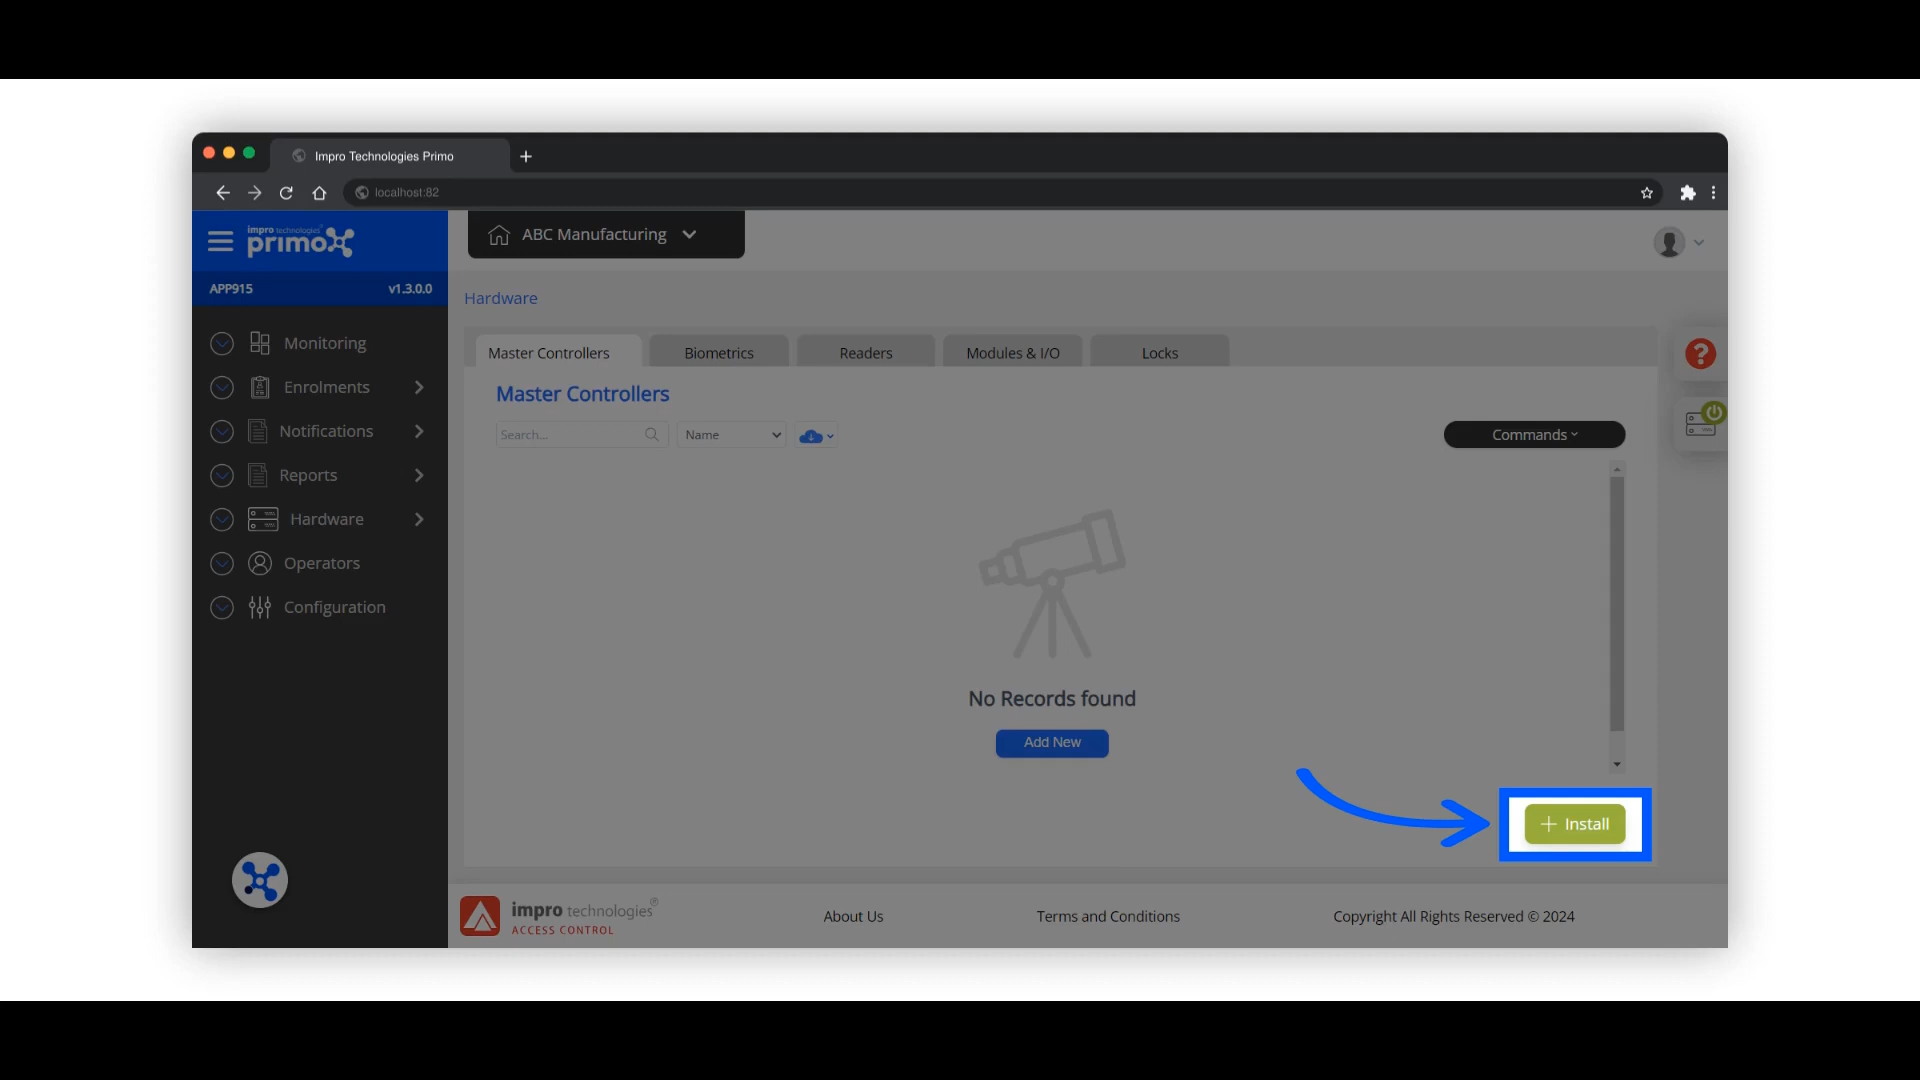 Impro Technologies Primo
localhost:82
impro technologies
primo
ABC Manufacturing
APP915 v1.3.0.0
Hardware
Monitoring
Enrolments
Notifications
Reports
Hardware
Operators
Configuration
Master Controllers Biometrics Readers Modules & I/O Locks
Master Controllers
Search... Name Commands
No Records found
Add New
+ Install
impro technologies®
ACCESS CONTROL
About Us Terms and Conditions Copyright All Rights Reserved © 2024